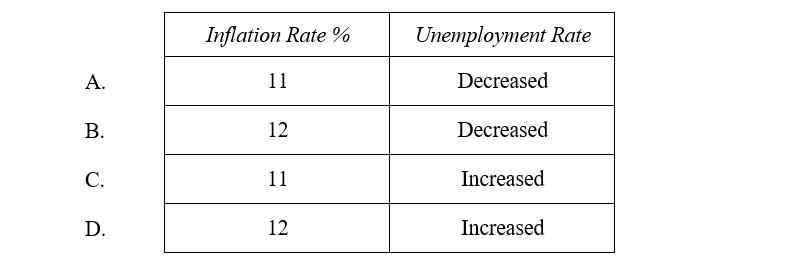 Inflation Rate % Unemployment Rate
A. 11 Decreased
B. 12 Decreased
C. 11 Increased
D. 12 Increased